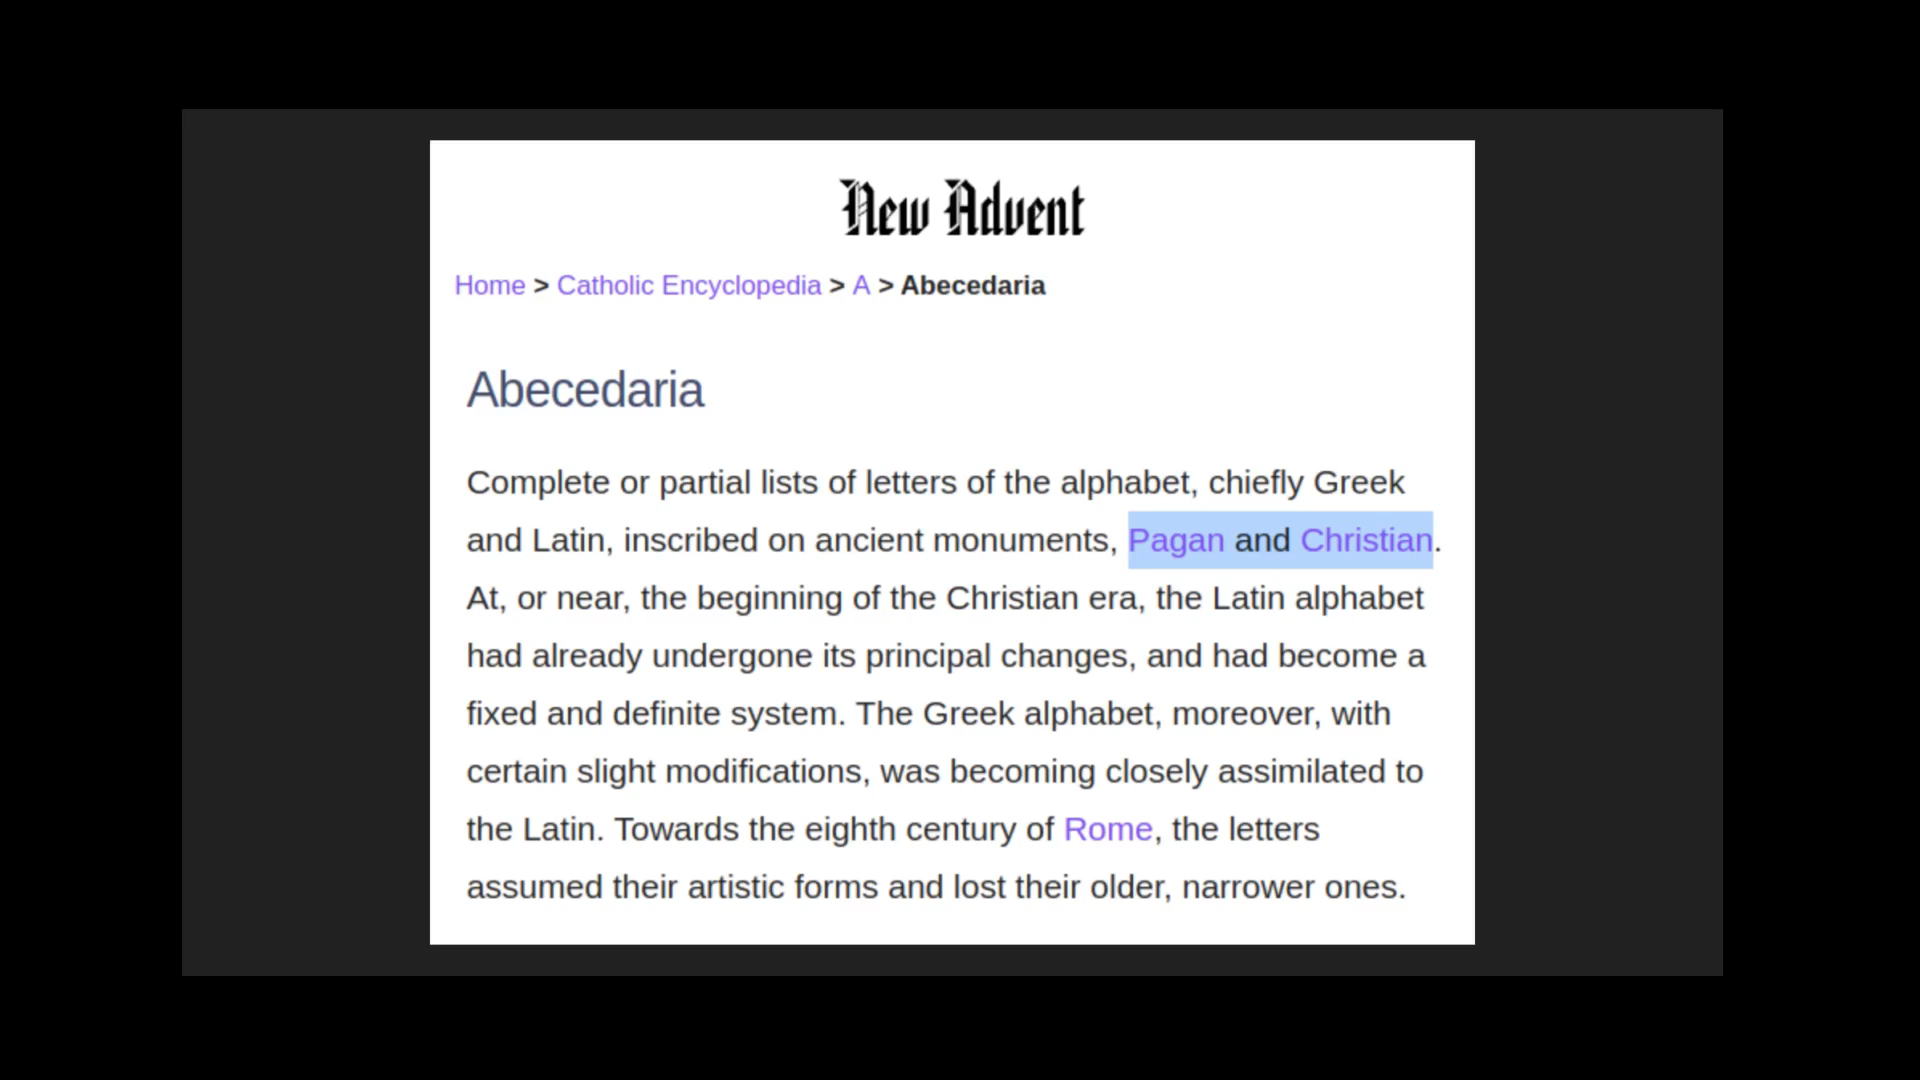 New Advent
Home > Catholic Encyclopedia > A > Abecedaria
Abecedaria
Complete or partial lists of letters of the alphabet, chiefly Greek
and Latin, inscribed on ancient monuments, Pagan and Christian.
At, or near, the beginning of the Christian era, the Latin alphabet
had already undergone its principal changes, and had become a
fixed and definite system. The Greek alphabet, moreover, with
certain slight modifications, was becoming closely assimilated to
the Latin. Towards the eighth century of Rome, the letters
assumed their artistic forms and lost their older, narrower ones.